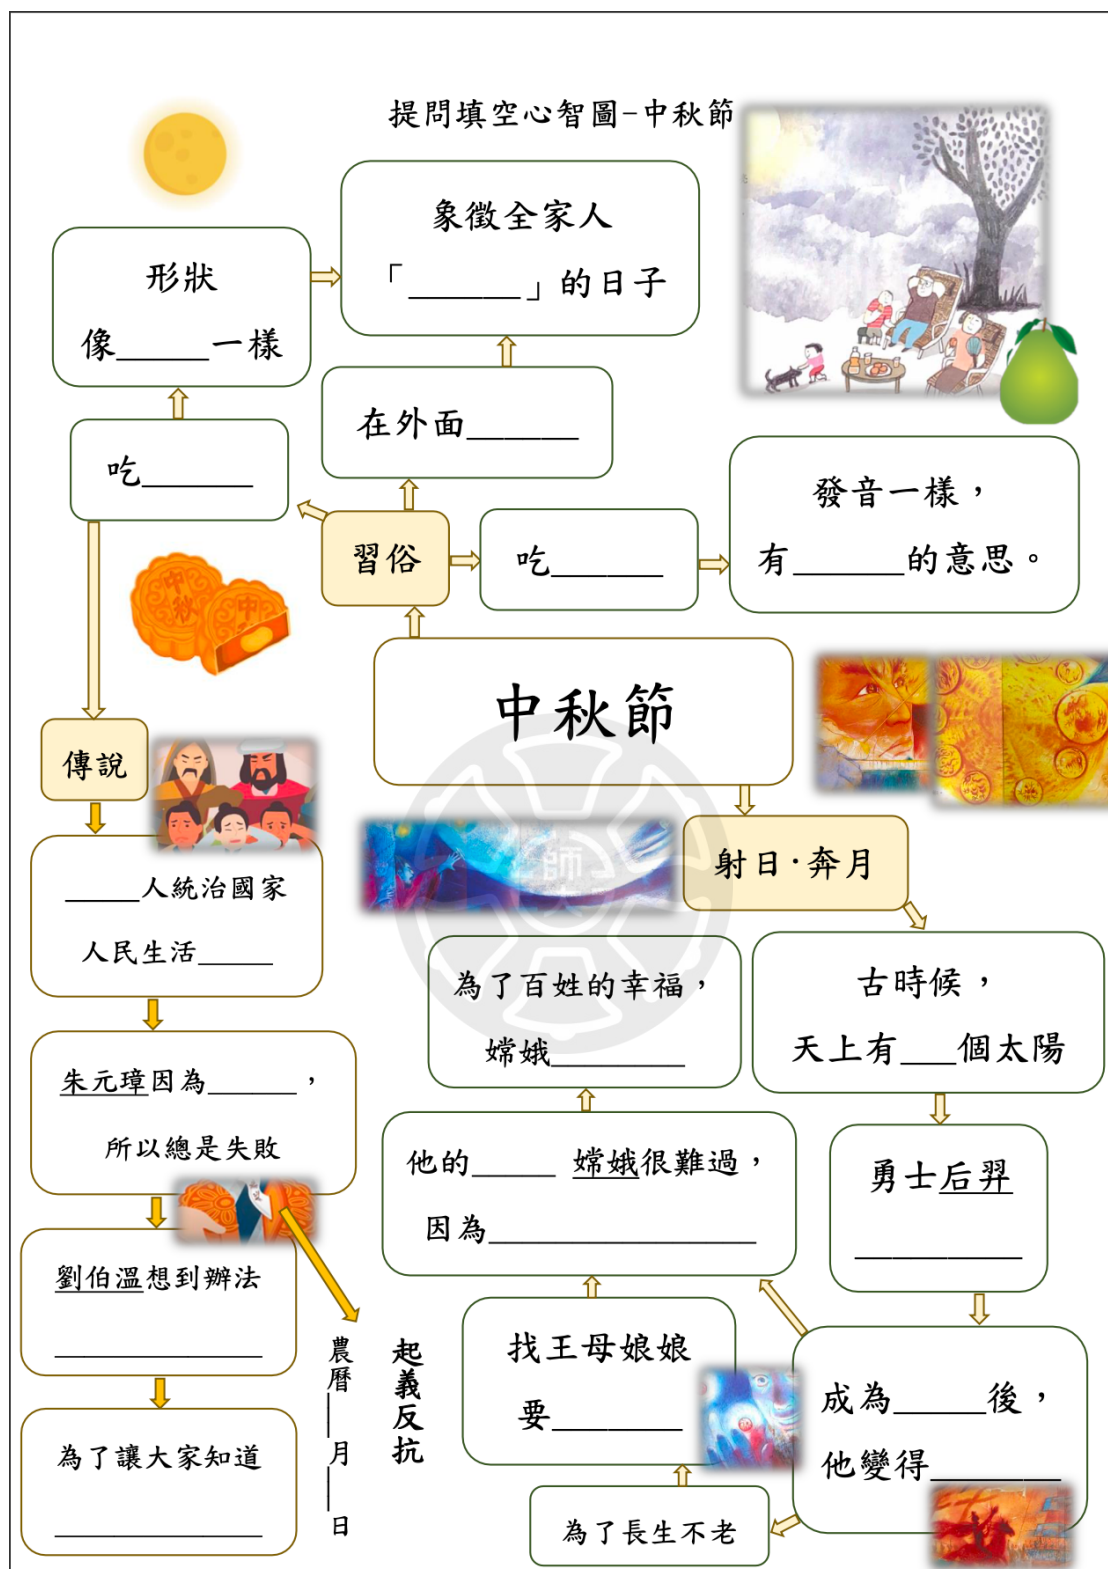 提問填空心智圖-中秋節
形狀
像_____一樣
象徵全家人
「______」的日子
吃______
在外面______
習俗
吃______
發音一樣，
有______的意思。
中秋
中
中秋節
傳說
_____人統治國家
人民生活_____
朱元璋因為______，
所以總是失敗
劉伯溫想到辦法
______________
為了讓大家知道
______________
農曆___月___日
起義反抗
射日·奔月
師大
古時候，
天上有___個太陽
勇士后羿
_________
成為_____後，
他變得_______
為了長生不老
找王母娘娘
要_______
他的_____ 嫦娥很難過，
因為________________
為了百姓的幸福，
嫦娥_________